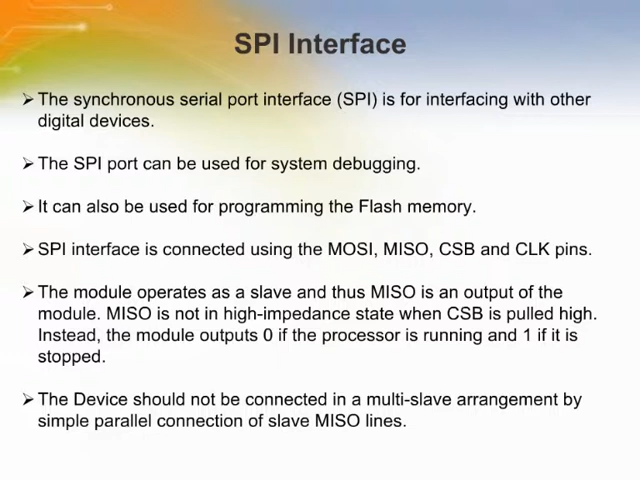 SPI Interface
➢ The synchronous serial port interface (SPI) is for interfacing with other
digital devices.
➢ The SPI port can be used for system debugging.
➢ It can also be used for programming the Flash memory.
➢ SPI interface is connected using the MOSI, MISO, CSB and CLK pins.
➢ The module operates as a slave and thus MISO is an output of the
module. MISO is not in high-impedance state when CSB is pulled high.
Instead, the module outputs 0 if the processor is running and 1 if it is
stopped.
➢ The Device should not be connected in a multi-slave arrangement by
simple parallel connection of slave MISO lines.